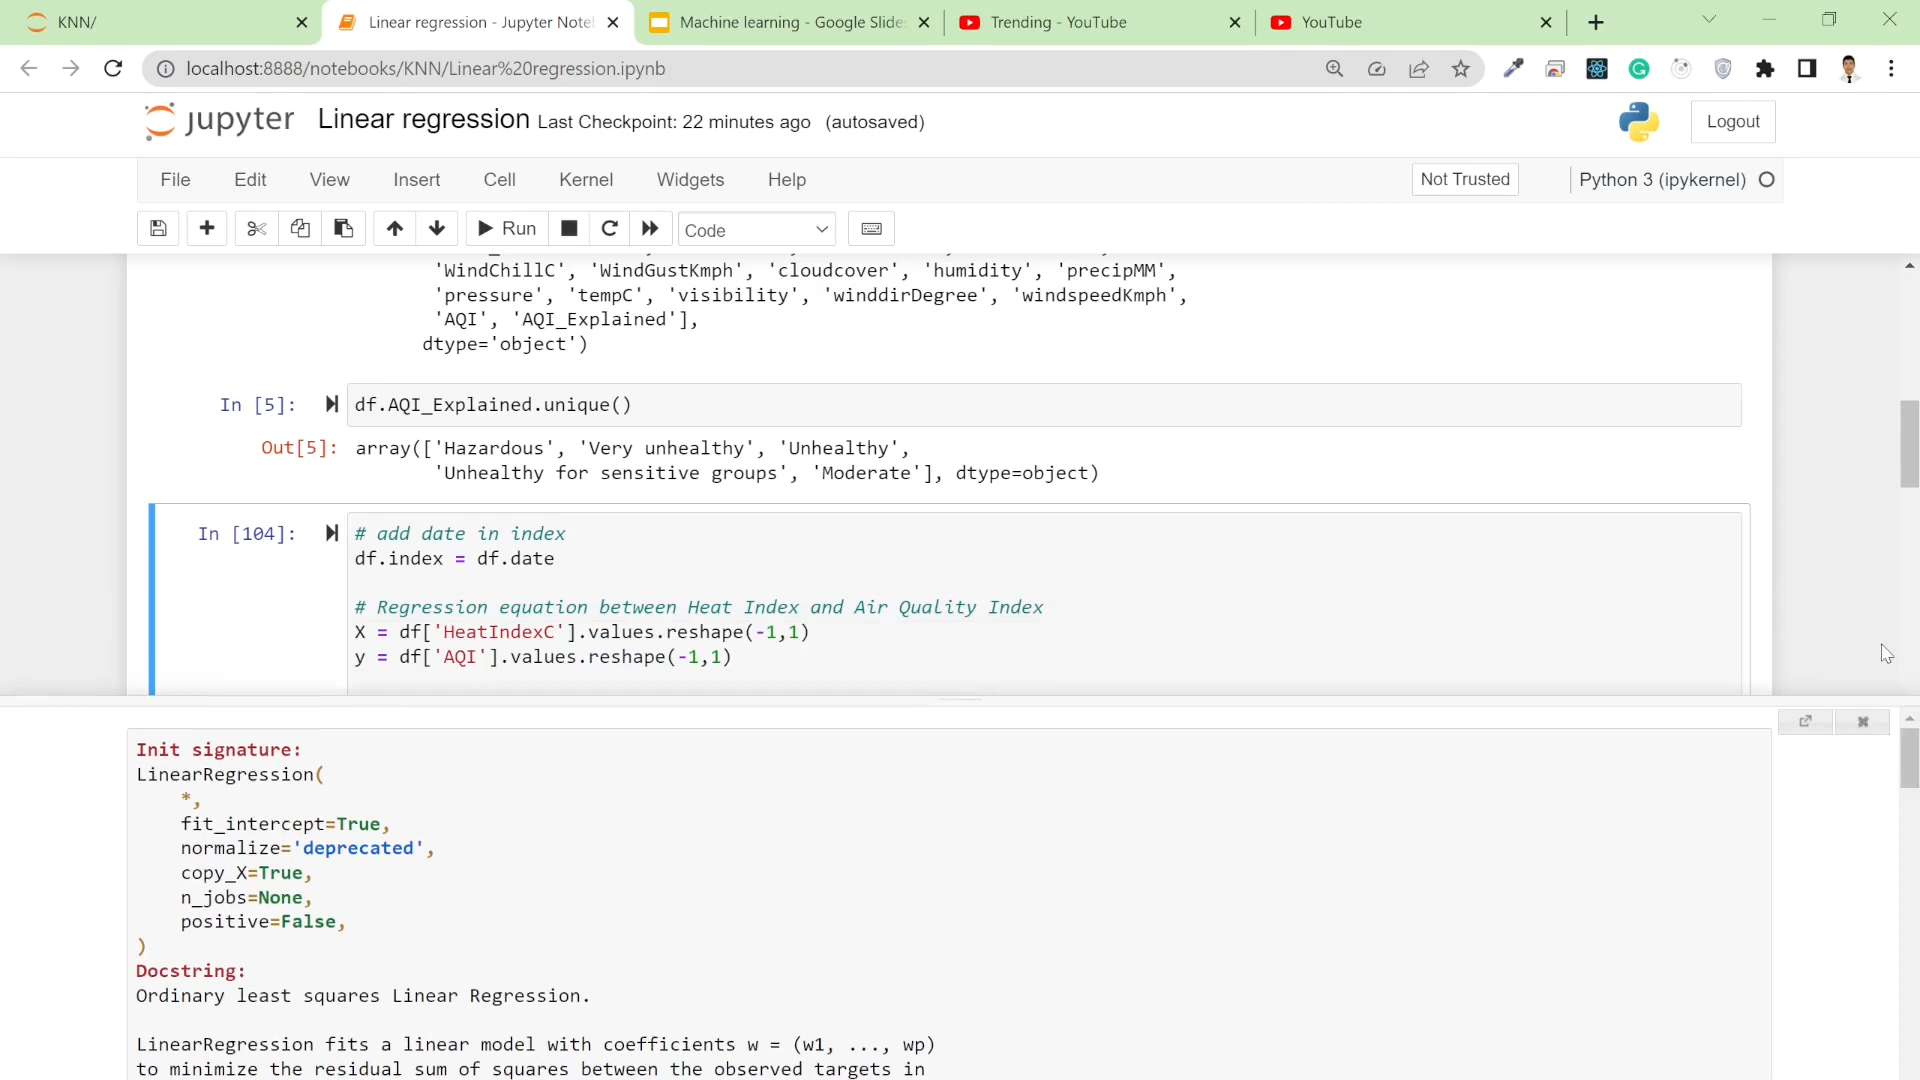 KNN/
Linear regression - Jupyter Note
Machine learning - Google Slide
Trending - YouTube
YouTube
localhost:8888/notebooks/KNN/Linear%20regression.ipynb
jupyter Linear regression Last Checkpoint: 22 minutes ago (autosaved)
Logout
File Edit View Insert Cell Kernel Widgets Help
Not Trusted
Python 3 (ipykernel)
Run
Code
'WindChillC', 'WindGustKmph', 'cloudcover', 'humidity', 'precipMM',
'pressure', 'tempC', 'visibility', 'winddirDegree', 'windspeedKmph',
'AQI', 'AQI_Explained'],
dtype='object')
In [5]: df.AQI_Explained.unique()
Out[5]: array(['Hazardous', 'Very unhealthy', 'Unhealthy',
'Unhealthy for sensitive groups', 'Moderate'], dtype=object)
In [104]: # add date in index
df.index = df.date
# Regression equation between Heat Index and Air Quality Index
X = df['HeatIndexC'].values.reshape(-1,1)
y = df['AQI'].values.reshape(-1,1)
Init signature:
LinearRegression(
*,
fit_intercept=True,
normalize='deprecated',
copy_X=True,
n_jobs=None,
positive=False,
)
Docstring:
Ordinary least squares Linear Regression.
LinearRegression fits a linear model with coefficients w = (w1, ..., wp)
to minimize the residual sum of squares between the observed targets in